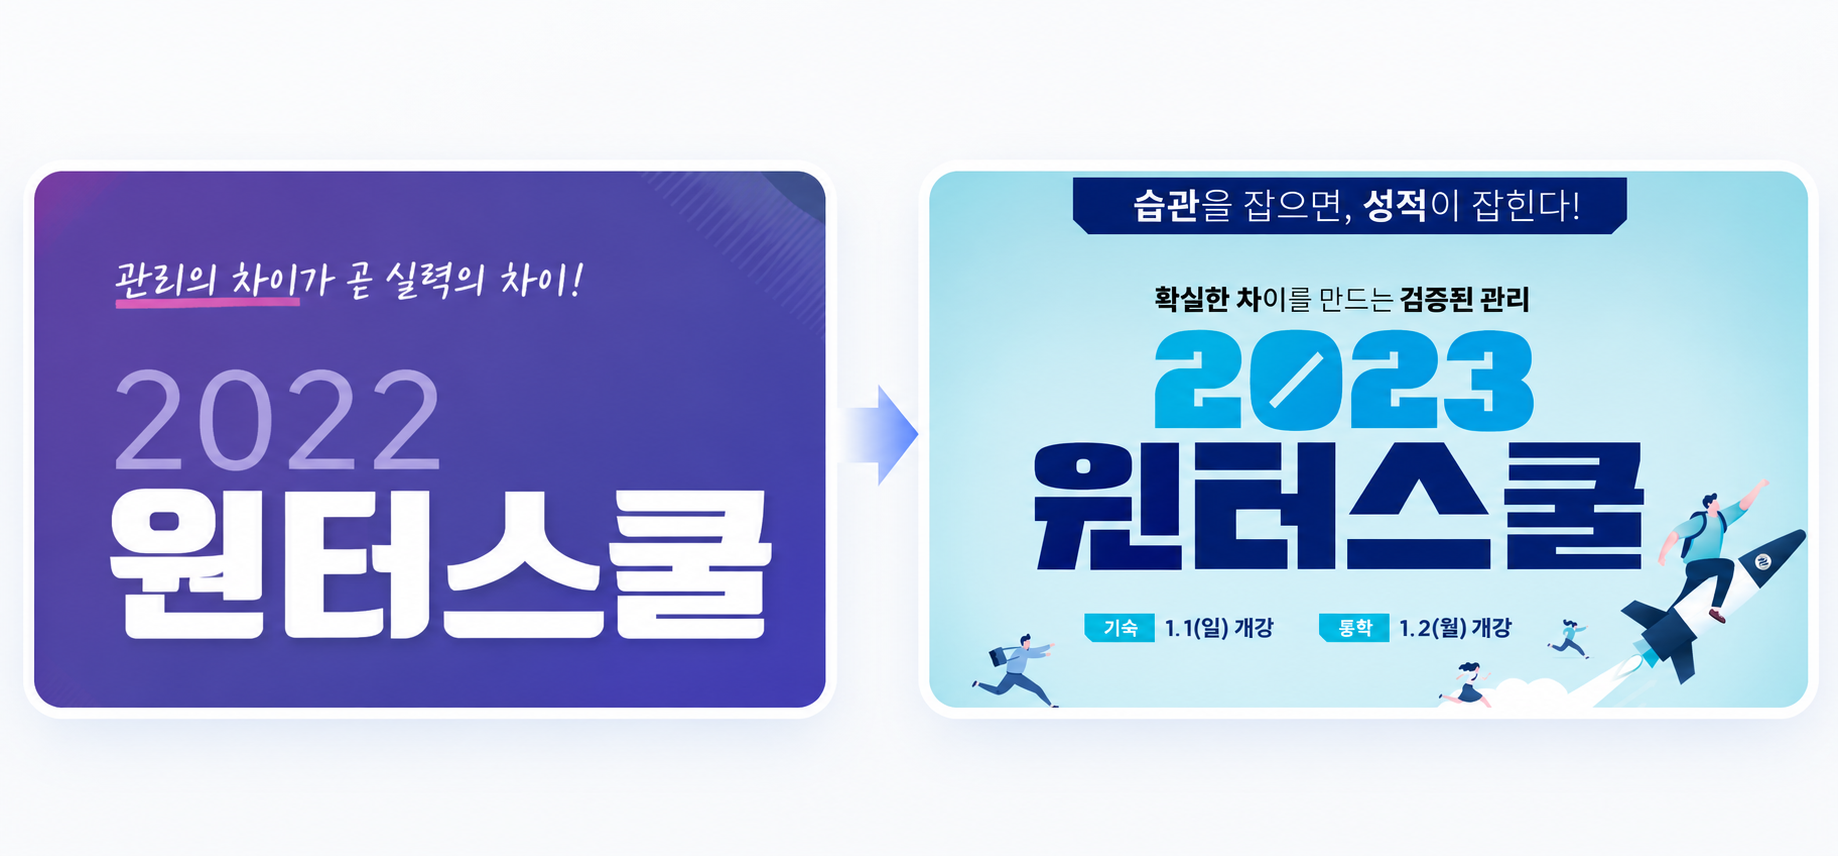 관리의 차이가 곧 실력의 차이!
2022
윈터스쿨
습관을 잡으면, 성적이 잡힌다!
확실한 차이를 만드는 검증된 관리
2023
윈터스쿨
기숙 1.1(일) 개강 통학 1.2(월) 개강